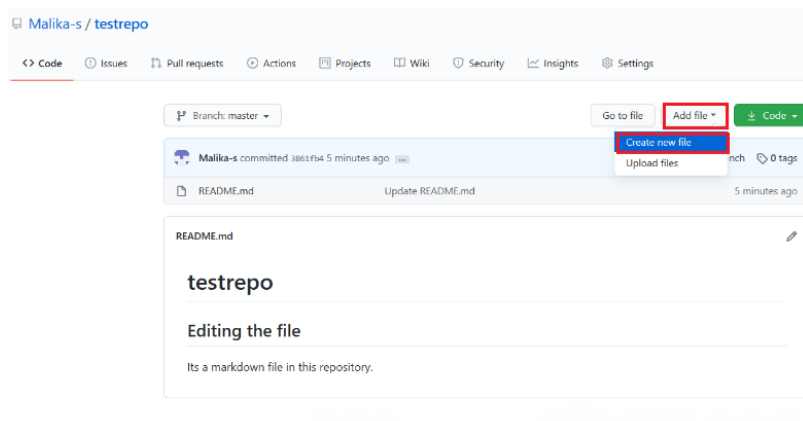 Malika-s / testrepo
Code Issues Pull requests Actions Projects Wiki Security Insights Settings
Branch: master Go to file Add file Code
Create new file
Malika-s committed 3861fb4 5 minutes ago ... nch 0 tags
Upload files
README.md Update README.md 5 minutes ago
README.md
testrepo
Editing the file
Its a markdown file in this repository.